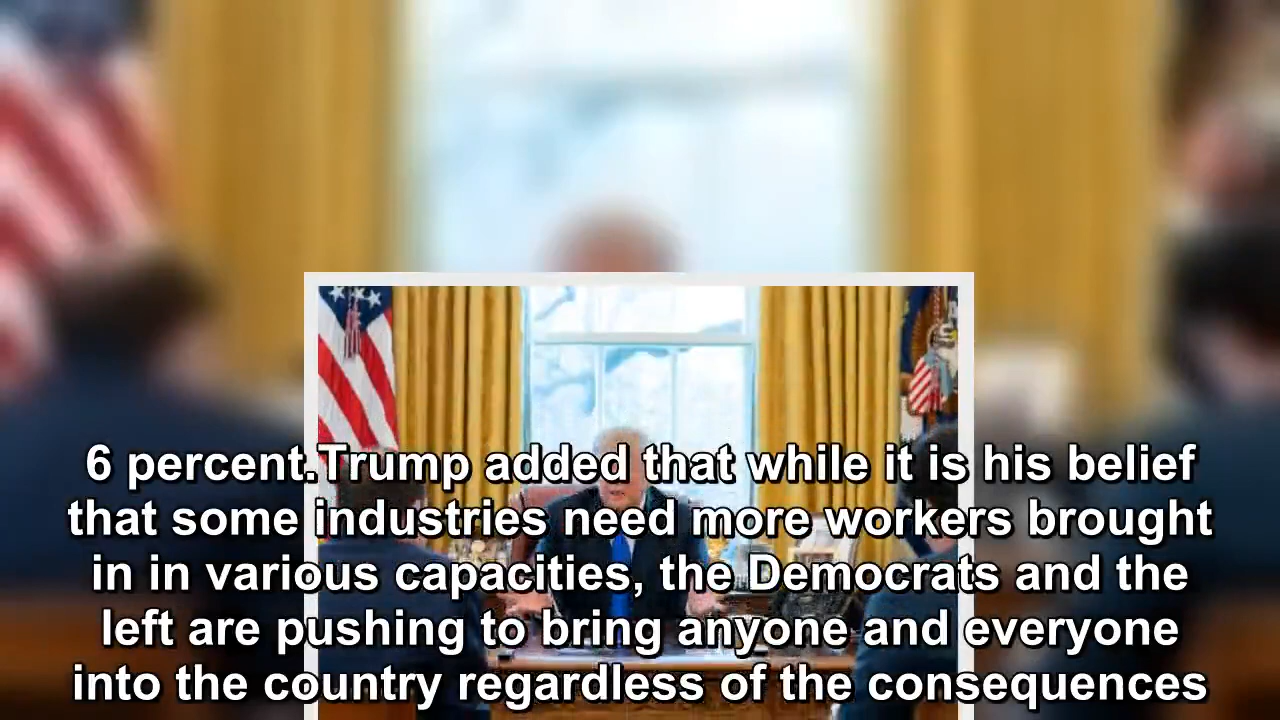 6 percent.Trump added that while it is his belief
that some industries need more workers brought
in in various capacities, the Democrats and the
left are pushing to bring anyone and everyone
into the country regardless of the consequences